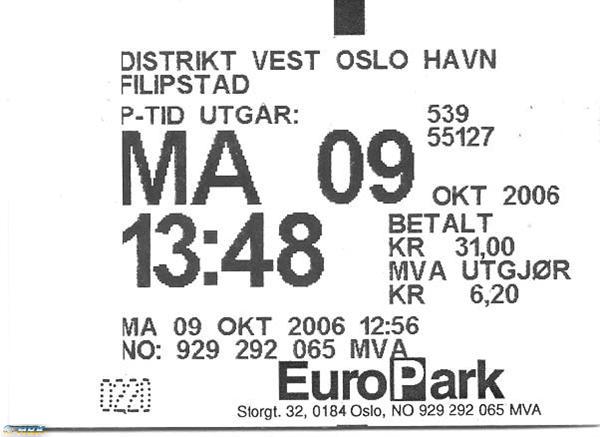 DISTRIKT VEST OSLO HAVN
FILIPSTAD
P-TID UTGÅR: 539
55127
MA 09 OKT 2006
13:48
BETALT
KR 31,00
MVA UTGJØR
KR 6,20
MA 09 OKT 2006 12:56
NO: 929 292 065 MVA
0220
EuroPark
Storgt. 32, 0184 Oslo, NO 929 292 065 MVA